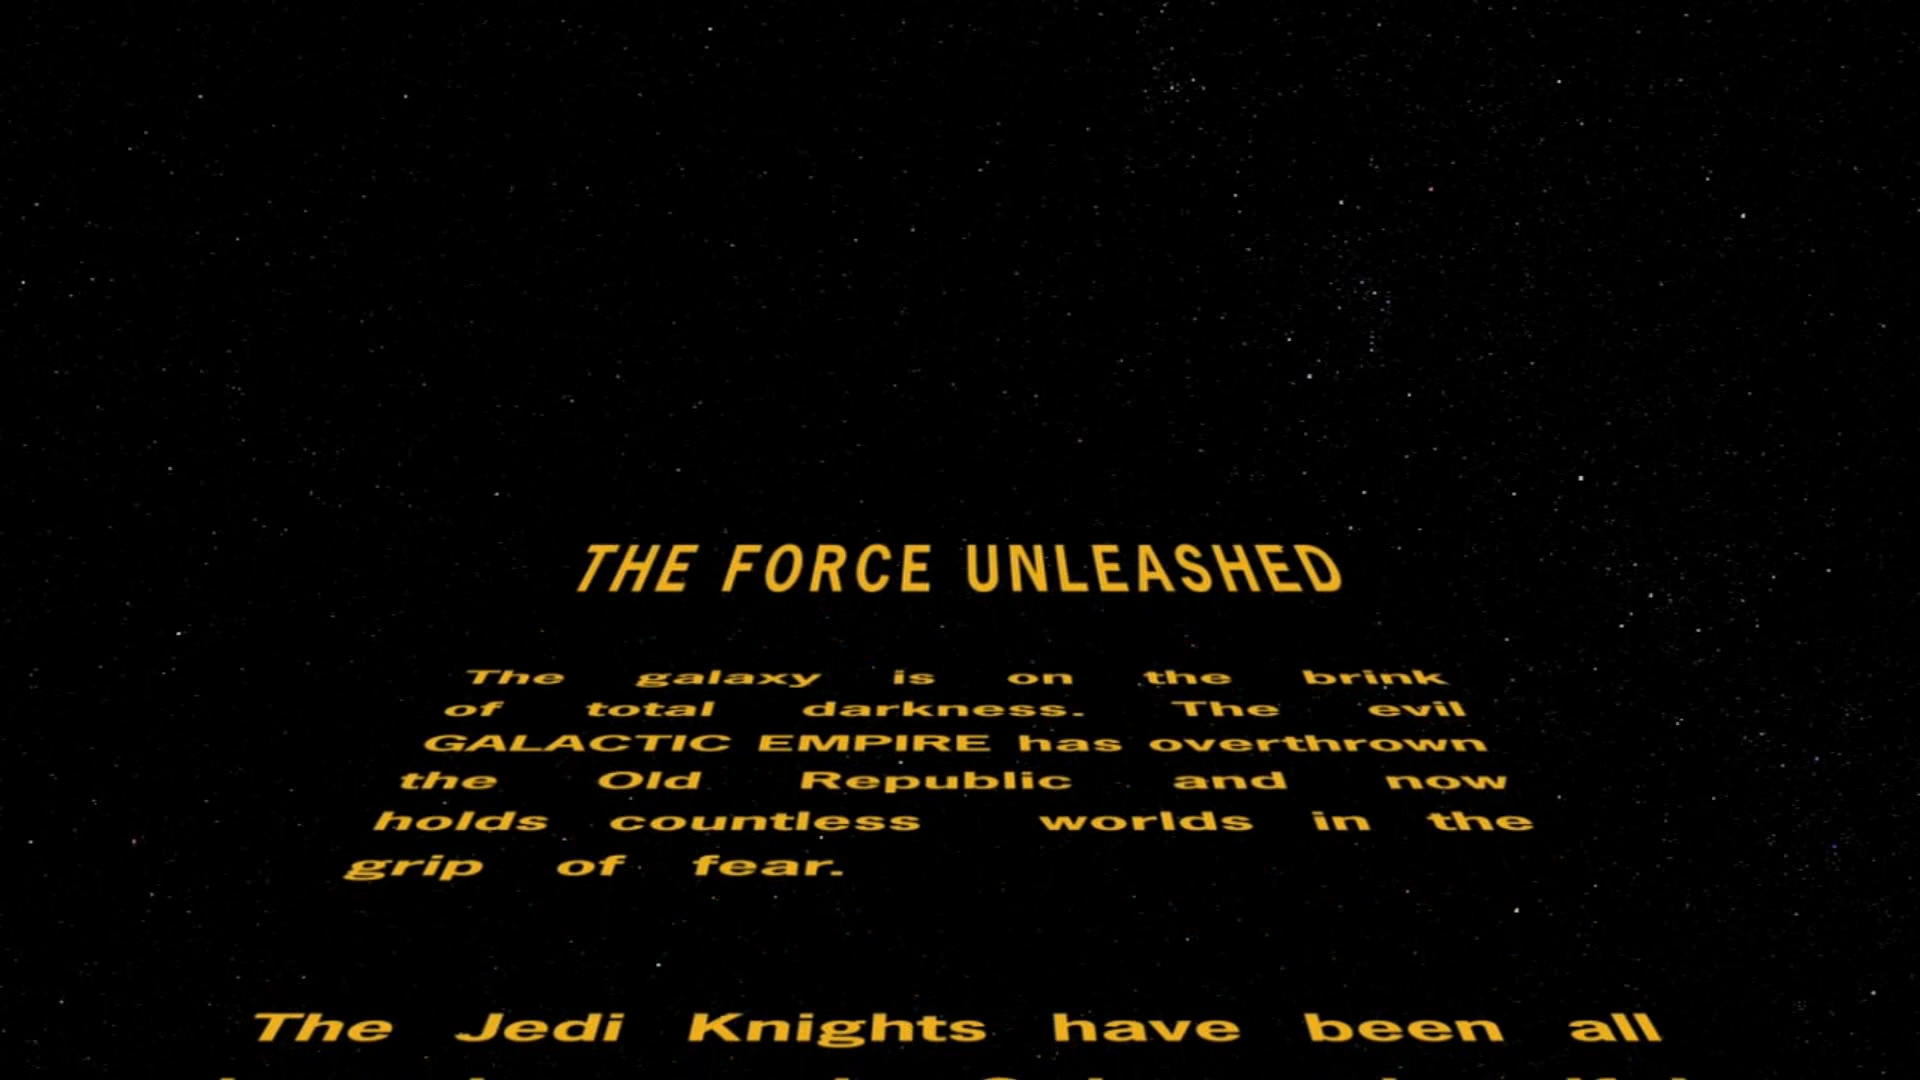 THE FORCE UNLEASHED
The galaxy is on the brink
of total darkness. The evil
GALACTIC EMPIRE has overthrown
the Old Republic and now
holds countless worlds in the
grip of fear.
The Jedi Knights have been all